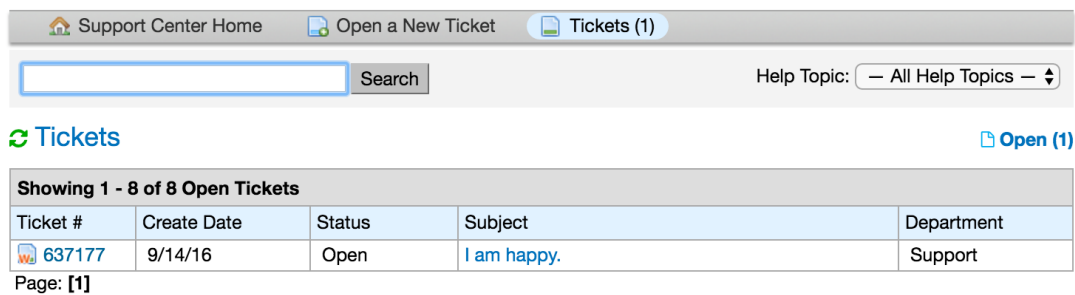 Support Center Home Open a New Ticket Tickets (1)
Search Help Topic: — All Help Topics —
Tickets Open (1)
Showing 1 - 8 of 8 Open Tickets
Ticket # Create Date Status Subject Department
637177 9/14/16 Open I am happy. Support
Page: [1]